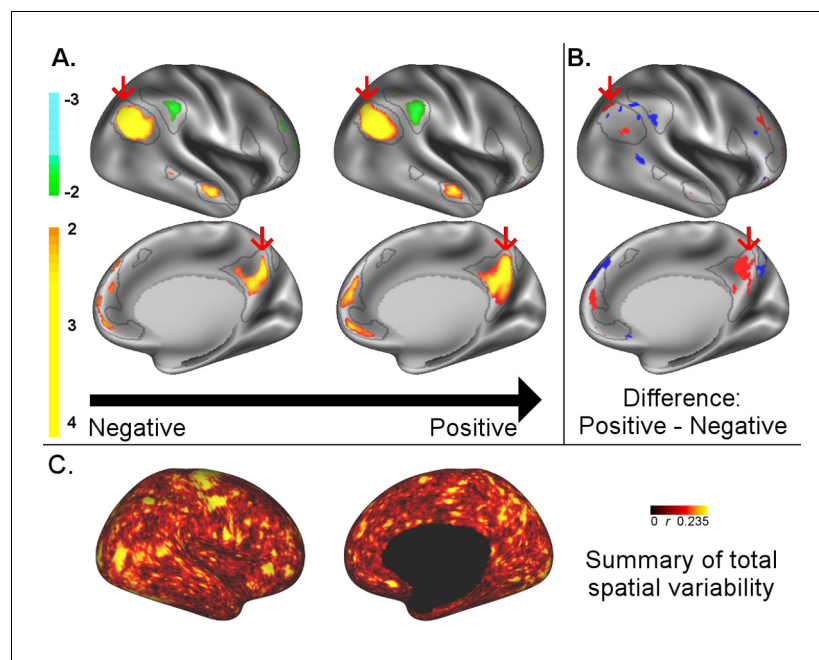 A.
B.
-3
-2
2
3
4
Negative
Positive
Difference:
Positive - Negative
C.
0 r 0.235
Summary of total
spatial variability